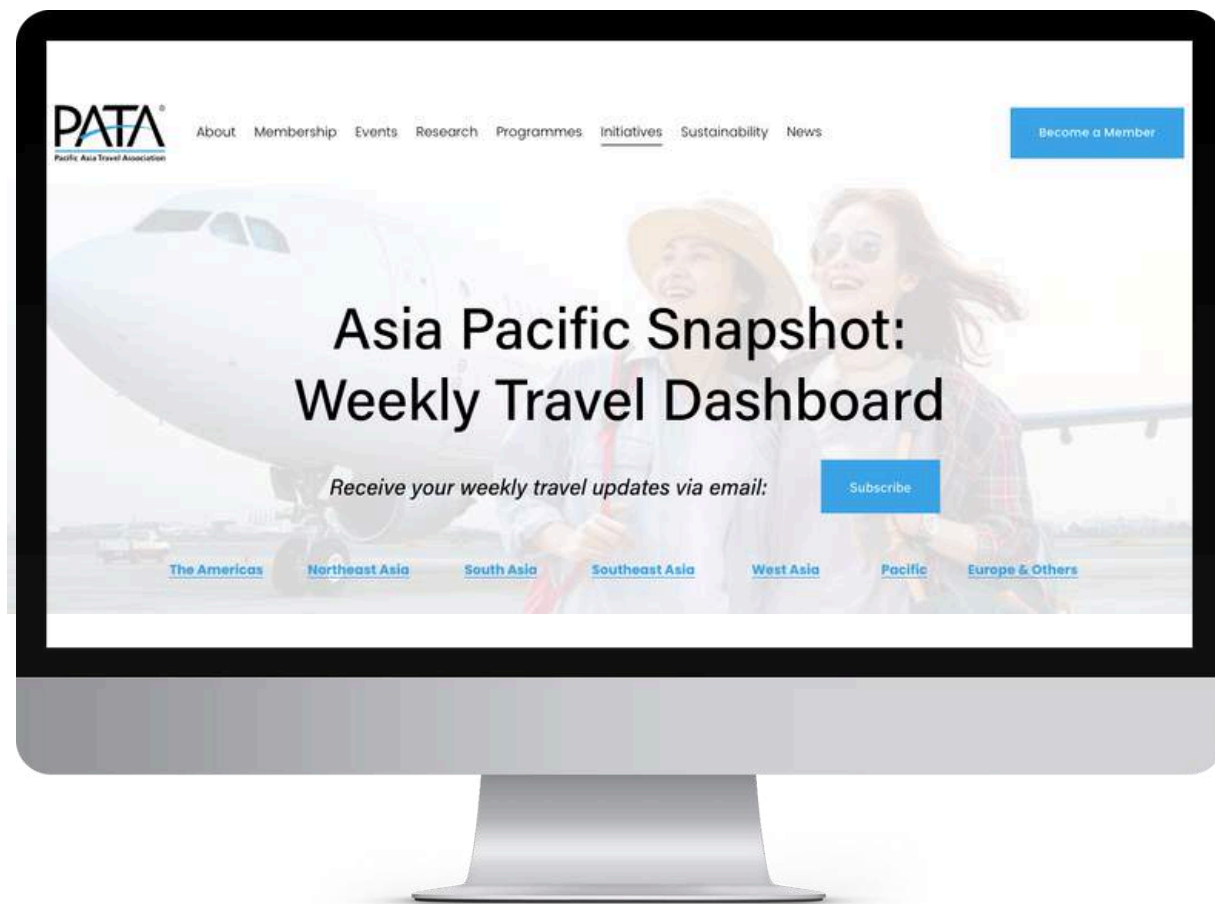 PATA®
Pacific Asia Travel Association
About Membership Events Research Programmes Initiatives Sustainability News
Become a Member
Asia Pacific Snapshot:
Weekly Travel Dashboard
Receive your weekly travel updates via email:
Subscribe
The Americas Northeast Asia South Asia Southeast Asia West Asia Pacific Europe & Others